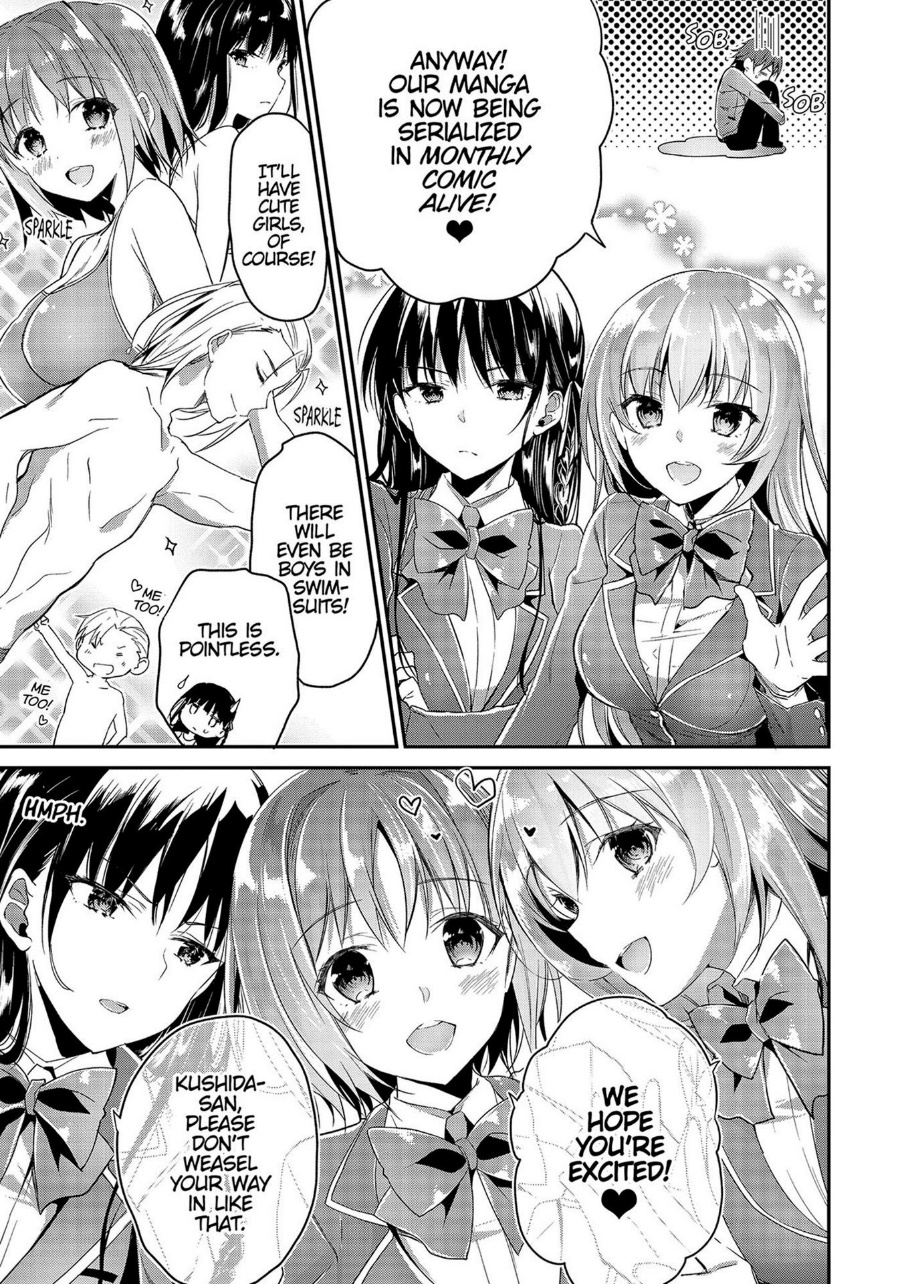 SOB
SOB
ANYWAY!
OUR MANGA
IS NOW BEING
SERIALIZED
IN MONTHLY
COMIC
ALIVE!
IT'LL
HAVE
CUTE
GIRLS,
OF
COURSE!
SPARKLE
SPARKLE
THERE
WILL
EVEN BE
BOYS IN
SWIM-
SUITS!
ME
TOO!
ME
TOO!
THIS IS
POINTLESS.
WE
HOPE
YOU'RE
EXCITED!
HMPH.
KUSHIDA-
SAN,
PLEASE
DON'T
WEASEL
YOUR WAY
IN LIKE
THAT.